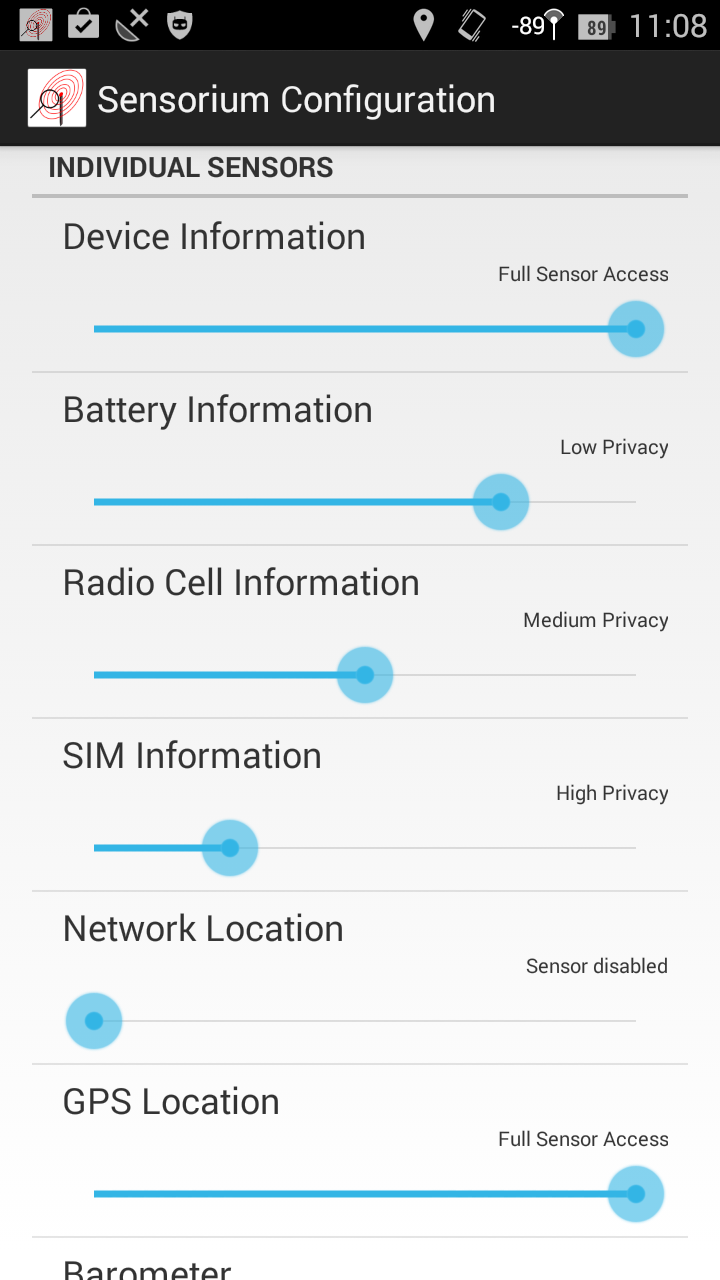 -89 89 11:08
Sensorium Configuration
INDIVIDUAL SENSORS
Device Information
Full Sensor Access
Battery Information
Low Privacy
Radio Cell Information
Medium Privacy
SIM Information
High Privacy
Network Location
Sensor disabled
GPS Location
Full Sensor Access
Barometer